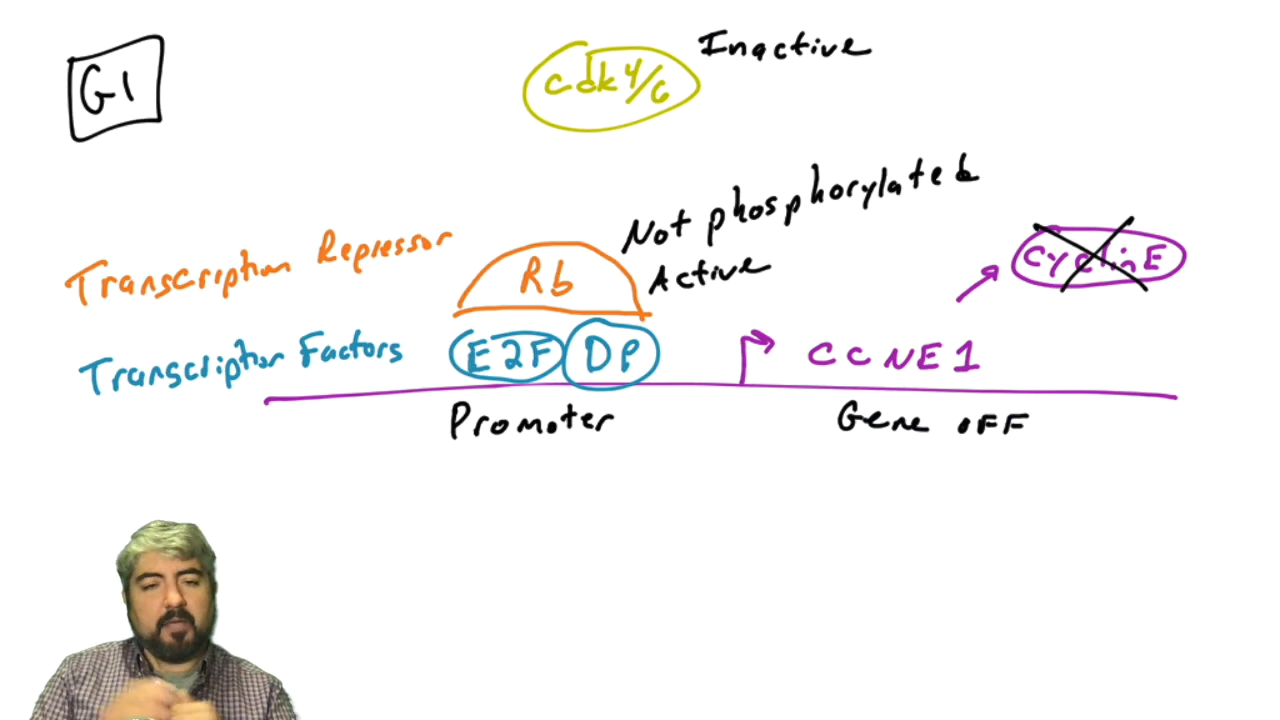 G1
cdk4/6
Inactive
Not phosphorylated
Active
Transcription Repressor
Rb
Cyclin E
Transcription Factors
E2F
DP
CCNE1
Promoter
Gene OFF